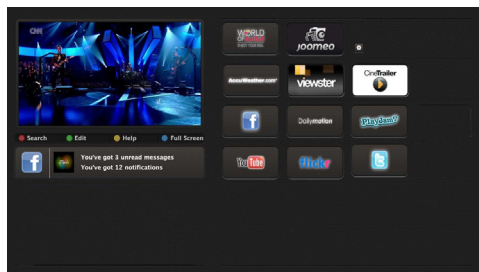 CNN
Search
Edit
Help
Full Screen
You've got 3 unread messages
You've got 12 notifications
WORLD
joomeo
AccuWeather.com
viewster
CineTrailer
Dailymotion
PlayJam
YouTube
flickr